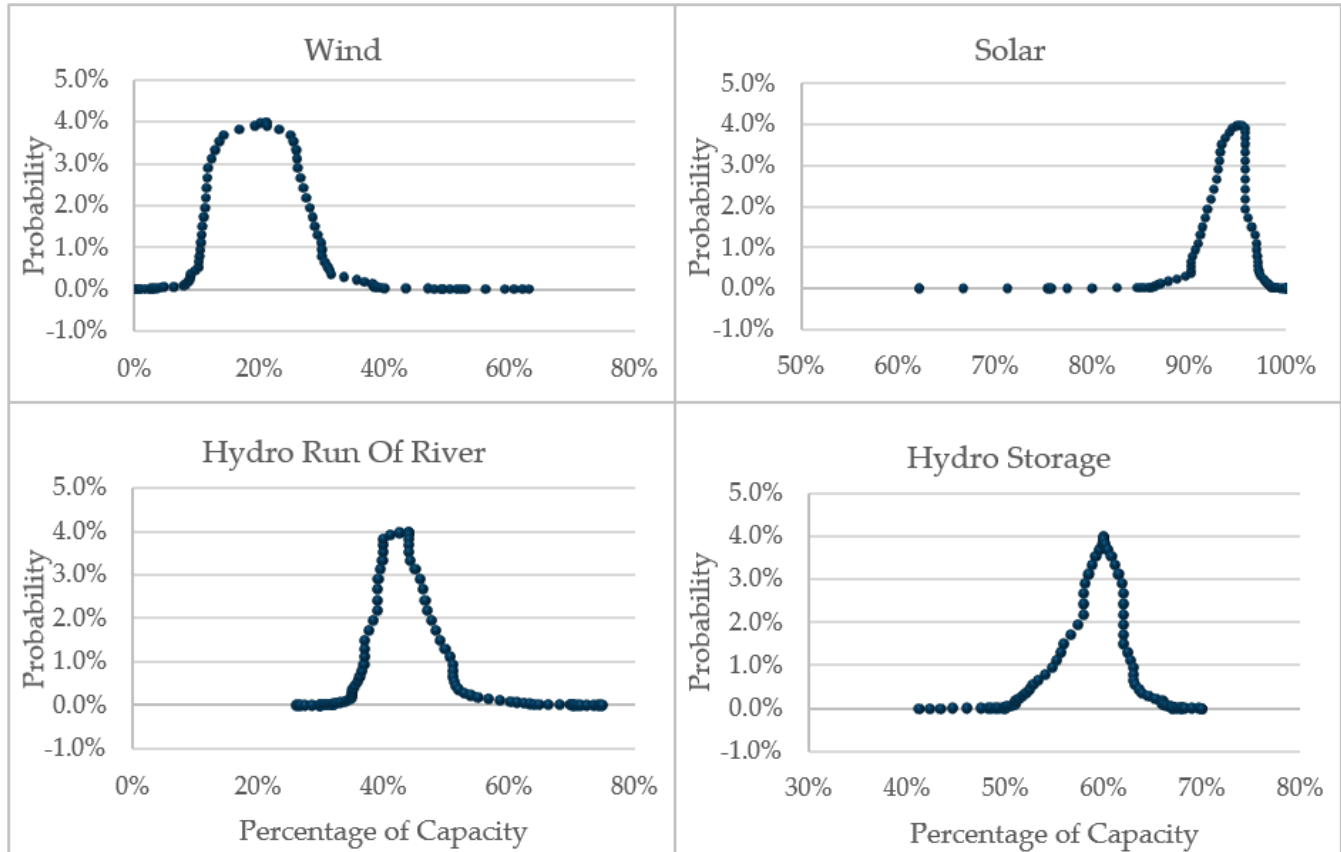 Wind
5.0%
4.0%
3.0%
2.0%
1.0%
0.0%
-1.0%
Probability
0% 20% 40% 60% 80%
Solar
5.0%
4.0%
3.0%
2.0%
1.0%
0.0%
-1.0%
Probability
50% 60% 70% 80% 90% 100%
Hydro Run Of River
5.0%
4.0%
3.0%
2.0%
1.0%
0.0%
-1.0%
Probability
0% 20% 40% 60% 80%
Percentage of Capacity
Hydro Storage
5.0%
4.0%
3.0%
2.0%
1.0%
0.0%
-1.0%
Probability
30% 40% 50% 60% 70% 80%
Percentage of Capacity